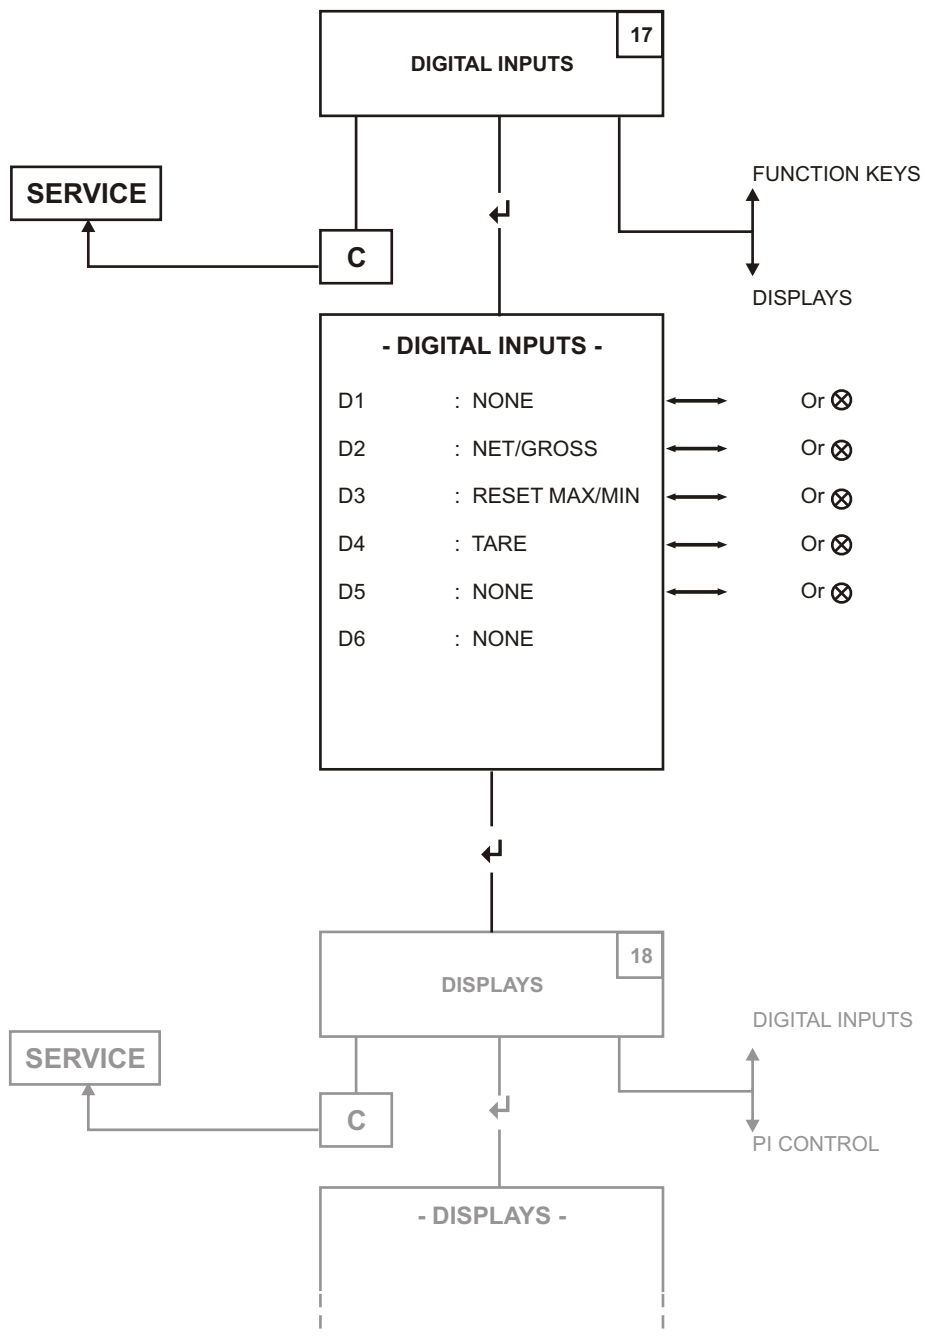 17
DIGITAL INPUTS
SERVICE
FUNCTION KEYS
C
DISPLAYS
- DIGITAL INPUTS -
D1 : NONE Or
D2 : NET/GROSS Or
D3 : RESET MAX/MIN Or
D4 : TARE Or
D5 : NONE Or
D6 : NONE
18
DISPLAYS
DIGITAL INPUTS
SERVICE
C
PI CONTROL
- DISPLAYS -